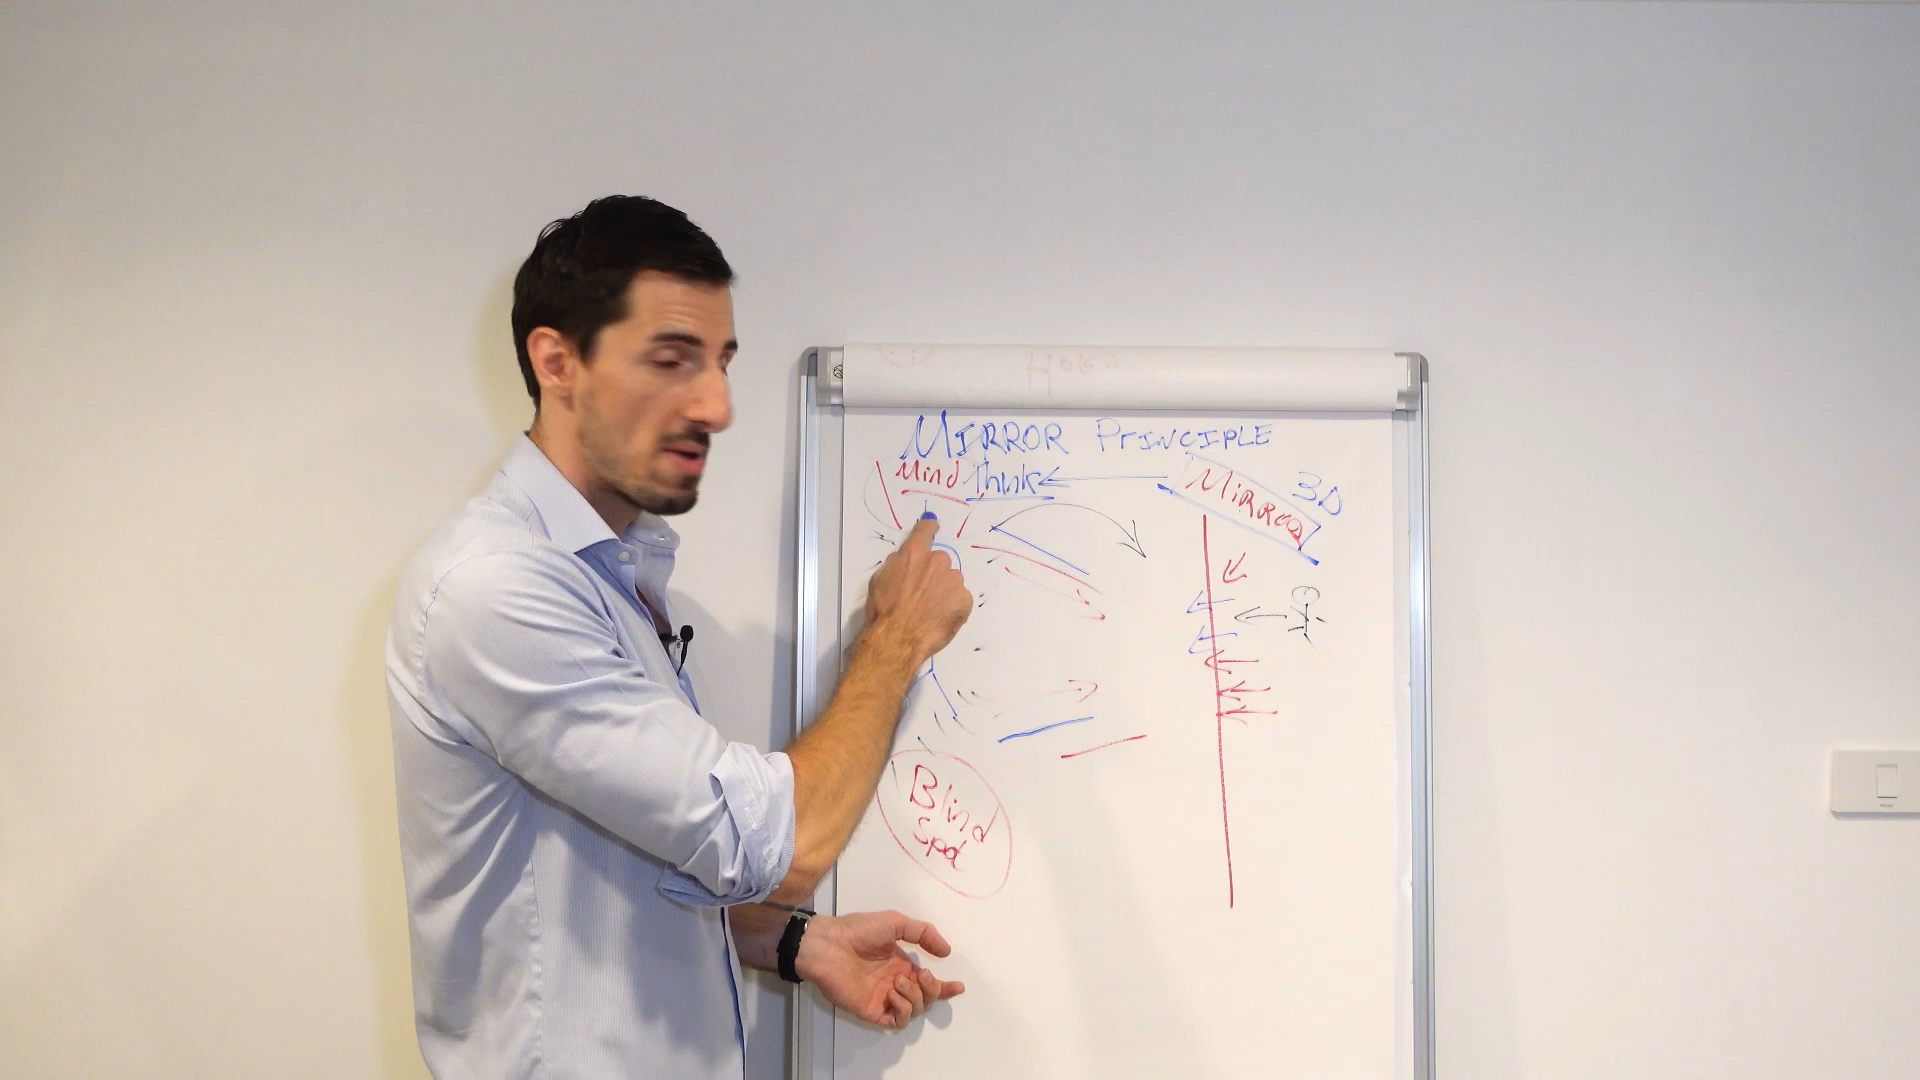 MIRROR PRINCIPLE
Mind Think
MIRROR 3D
Blind
Spot